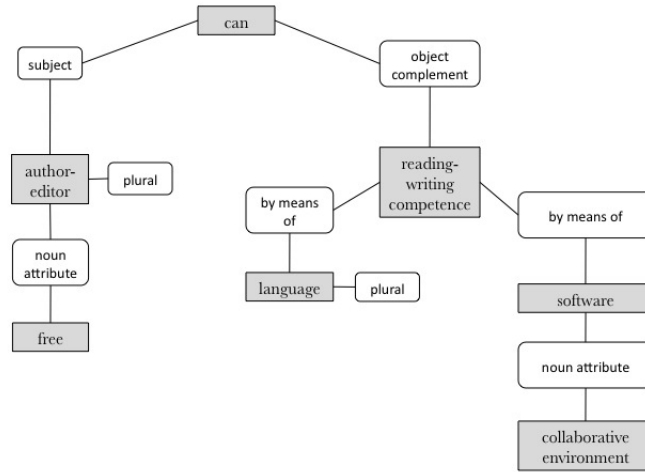 can
subject
object
complement
author-
editor
plural
reading-
writing
competence
by means
of
by means of
noun
attribute
language
plural
software
free
noun attribute
collaborative
environment